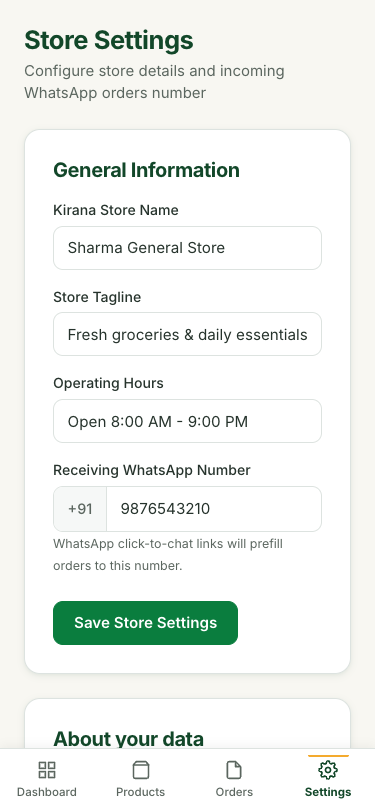 Store Settings
Configure store details and incoming
WhatsApp orders number
General Information
Kirana Store Name
Sharma General Store
Store Tagline
Fresh groceries & daily essentials
Operating Hours
Open 8:00 AM - 9:00 PM
Receiving WhatsApp Number
+91 9876543210
WhatsApp click-to-chat links will prefill
orders to this number.
Save Store Settings
About your data
Dashboard Products Orders Settings